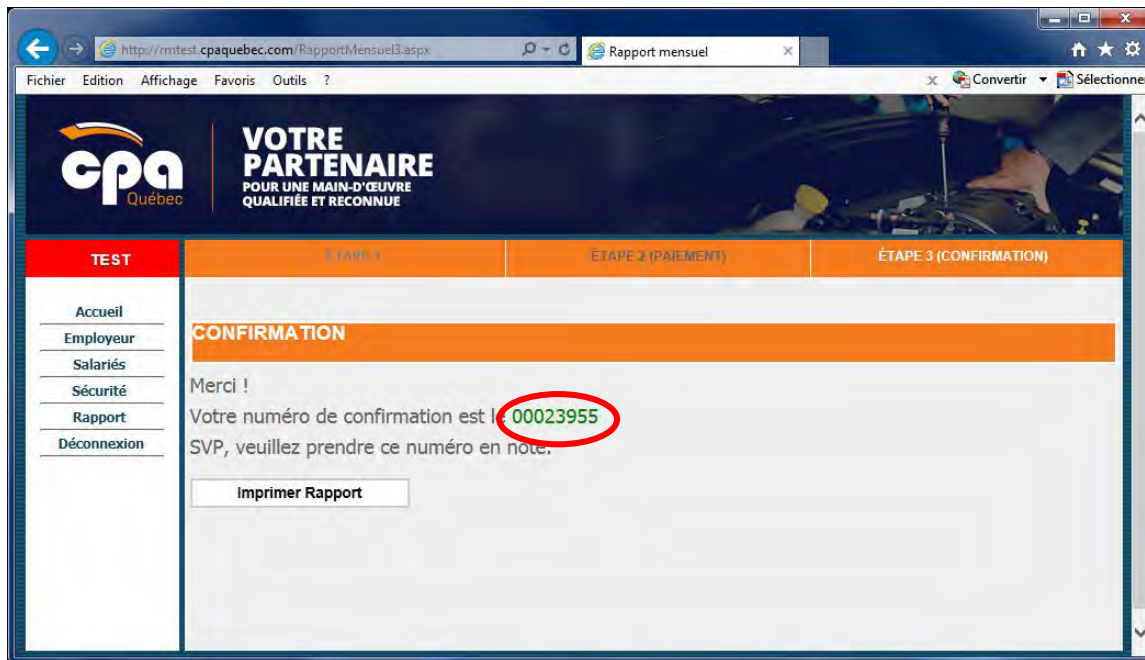 http://rmtest.cpaquebec.com/RapportMensuel3.aspx
Rapport mensuel
Fichier Edition Affichage Favoris Outils ?
x Convertir Sélectionne
cpa
Québec
VOTRE
PARTENAIRE
POUR UNE MAIN-D'ŒUVRE
QUALIFIÉE ET RECONNUE
TEST
ÉTAPE 1
ÉTAPE 2 (PAIEMENT)
ÉTAPE 3 (CONFIRMATION)
Accueil
Employeur
Salariés
Sécurité
Rapport
Déconnexion
CONFIRMATION
Merci !
Votre numéro de confirmation est le 00023955
SVP, veuillez prendre ce numéro en note.
Imprimer Rapport